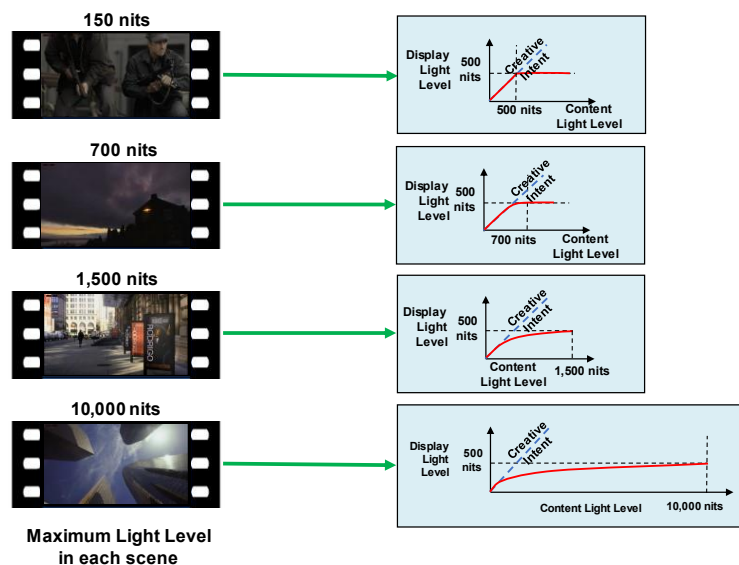 150 nits
Display
Light
Level
500
nits
Creative
Intent
500 nits
Content
Light Level
700 nits
Display
Light
Level
500
nits
Creative
Intent
700 nits
Content
Light Level
1,500 nits
RODRIGO
Display
Light
Level
500
nits
Creative
Intent
Content
Light Level
1,500 nits
10,000 nits
Display
Light
Level
500
nits
Creative
Intent
Content Light Level
10,000 nits
Maximum Light Level
in each scene